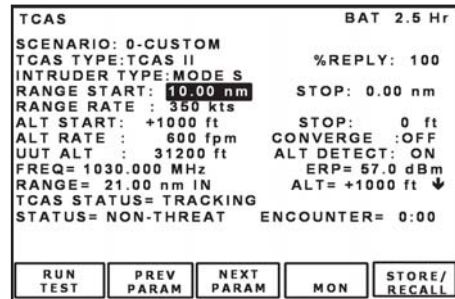 TCAS BAT 2.5 Hr
SCENARIO: 0-CUSTOM
TCAS TYPE:TCAS II %REPLY: 100
INTRUDER TYPE:MODE S
RANGE START: 10.00 nm STOP: 0.00 nm
RANGE RATE : 350 kts
ALT START: +1000 ft STOP: 0 ft
ALT RATE : 600 fpm CONVERGE :OFF
UUT ALT : 31200 ft ALT DETECT: ON
FREQ= 1030.000 MHz ERP= 57.0 dBm
RANGE= 21.00 nm IN ALT= +1000 ft ↓
TCAS STATUS= TRACKING
STATUS= NON-THREAT ENCOUNTER= 0:00
RUN TEST
PREV PARAM
NEXT PARAM
MON
STORE/ RECALL